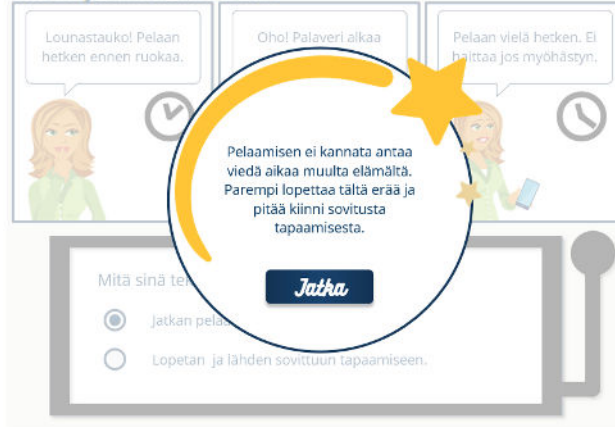 Lounastauko! Pelaan
hetken ennen ruokaa.
Oho! Palaveri alkaa
Pelaan vielä hetken. Ei
haittaa jos myöhästyn.
Pelaamisen ei kannata antaa
viedä aikaa muulta elämältä.
Parempi lopettaa tältä erää ja
pitää kiinni sovitusta
tapaamisesta.
Jatka
Mitä sinä
Jatkan
Lopetan ja lähden sovittuun tapaamiseen.